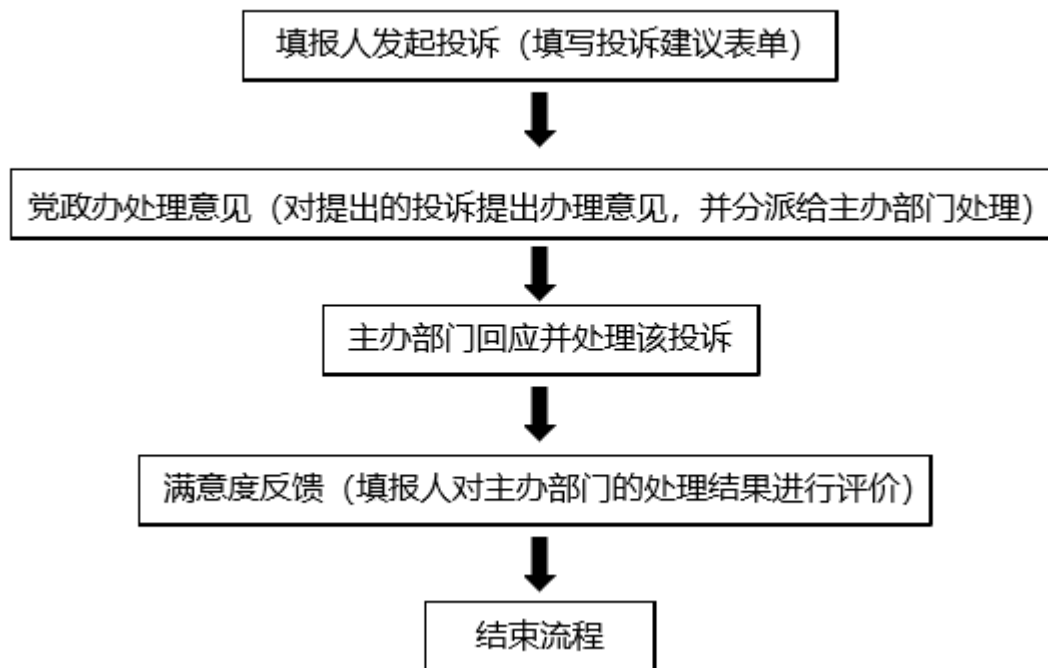 填报人发起投诉（填写投诉建议表单）
党政办处理意见（对提出的投诉提出办理意见，并分派给主办部门处理）
主办部门回应并处理该投诉
满意度反馈（填报人对主办部门的处理结果进行评价）
结束流程